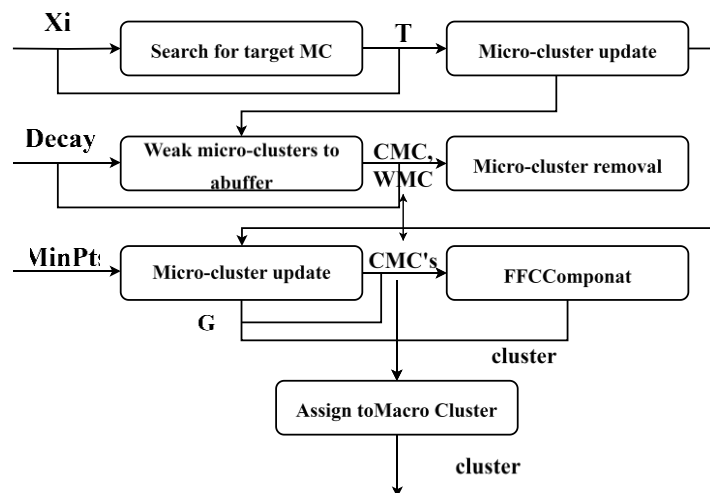 Xi
Search for target MC
T
Micro-cluster update
Decay
Weak micro-clusters to
abuffer
CMC,
WMC
Micro-cluster removal
MinPts
Micro-cluster update
CMC's
FFCComponat
G
cluster
Assign toMacro Cluster
cluster